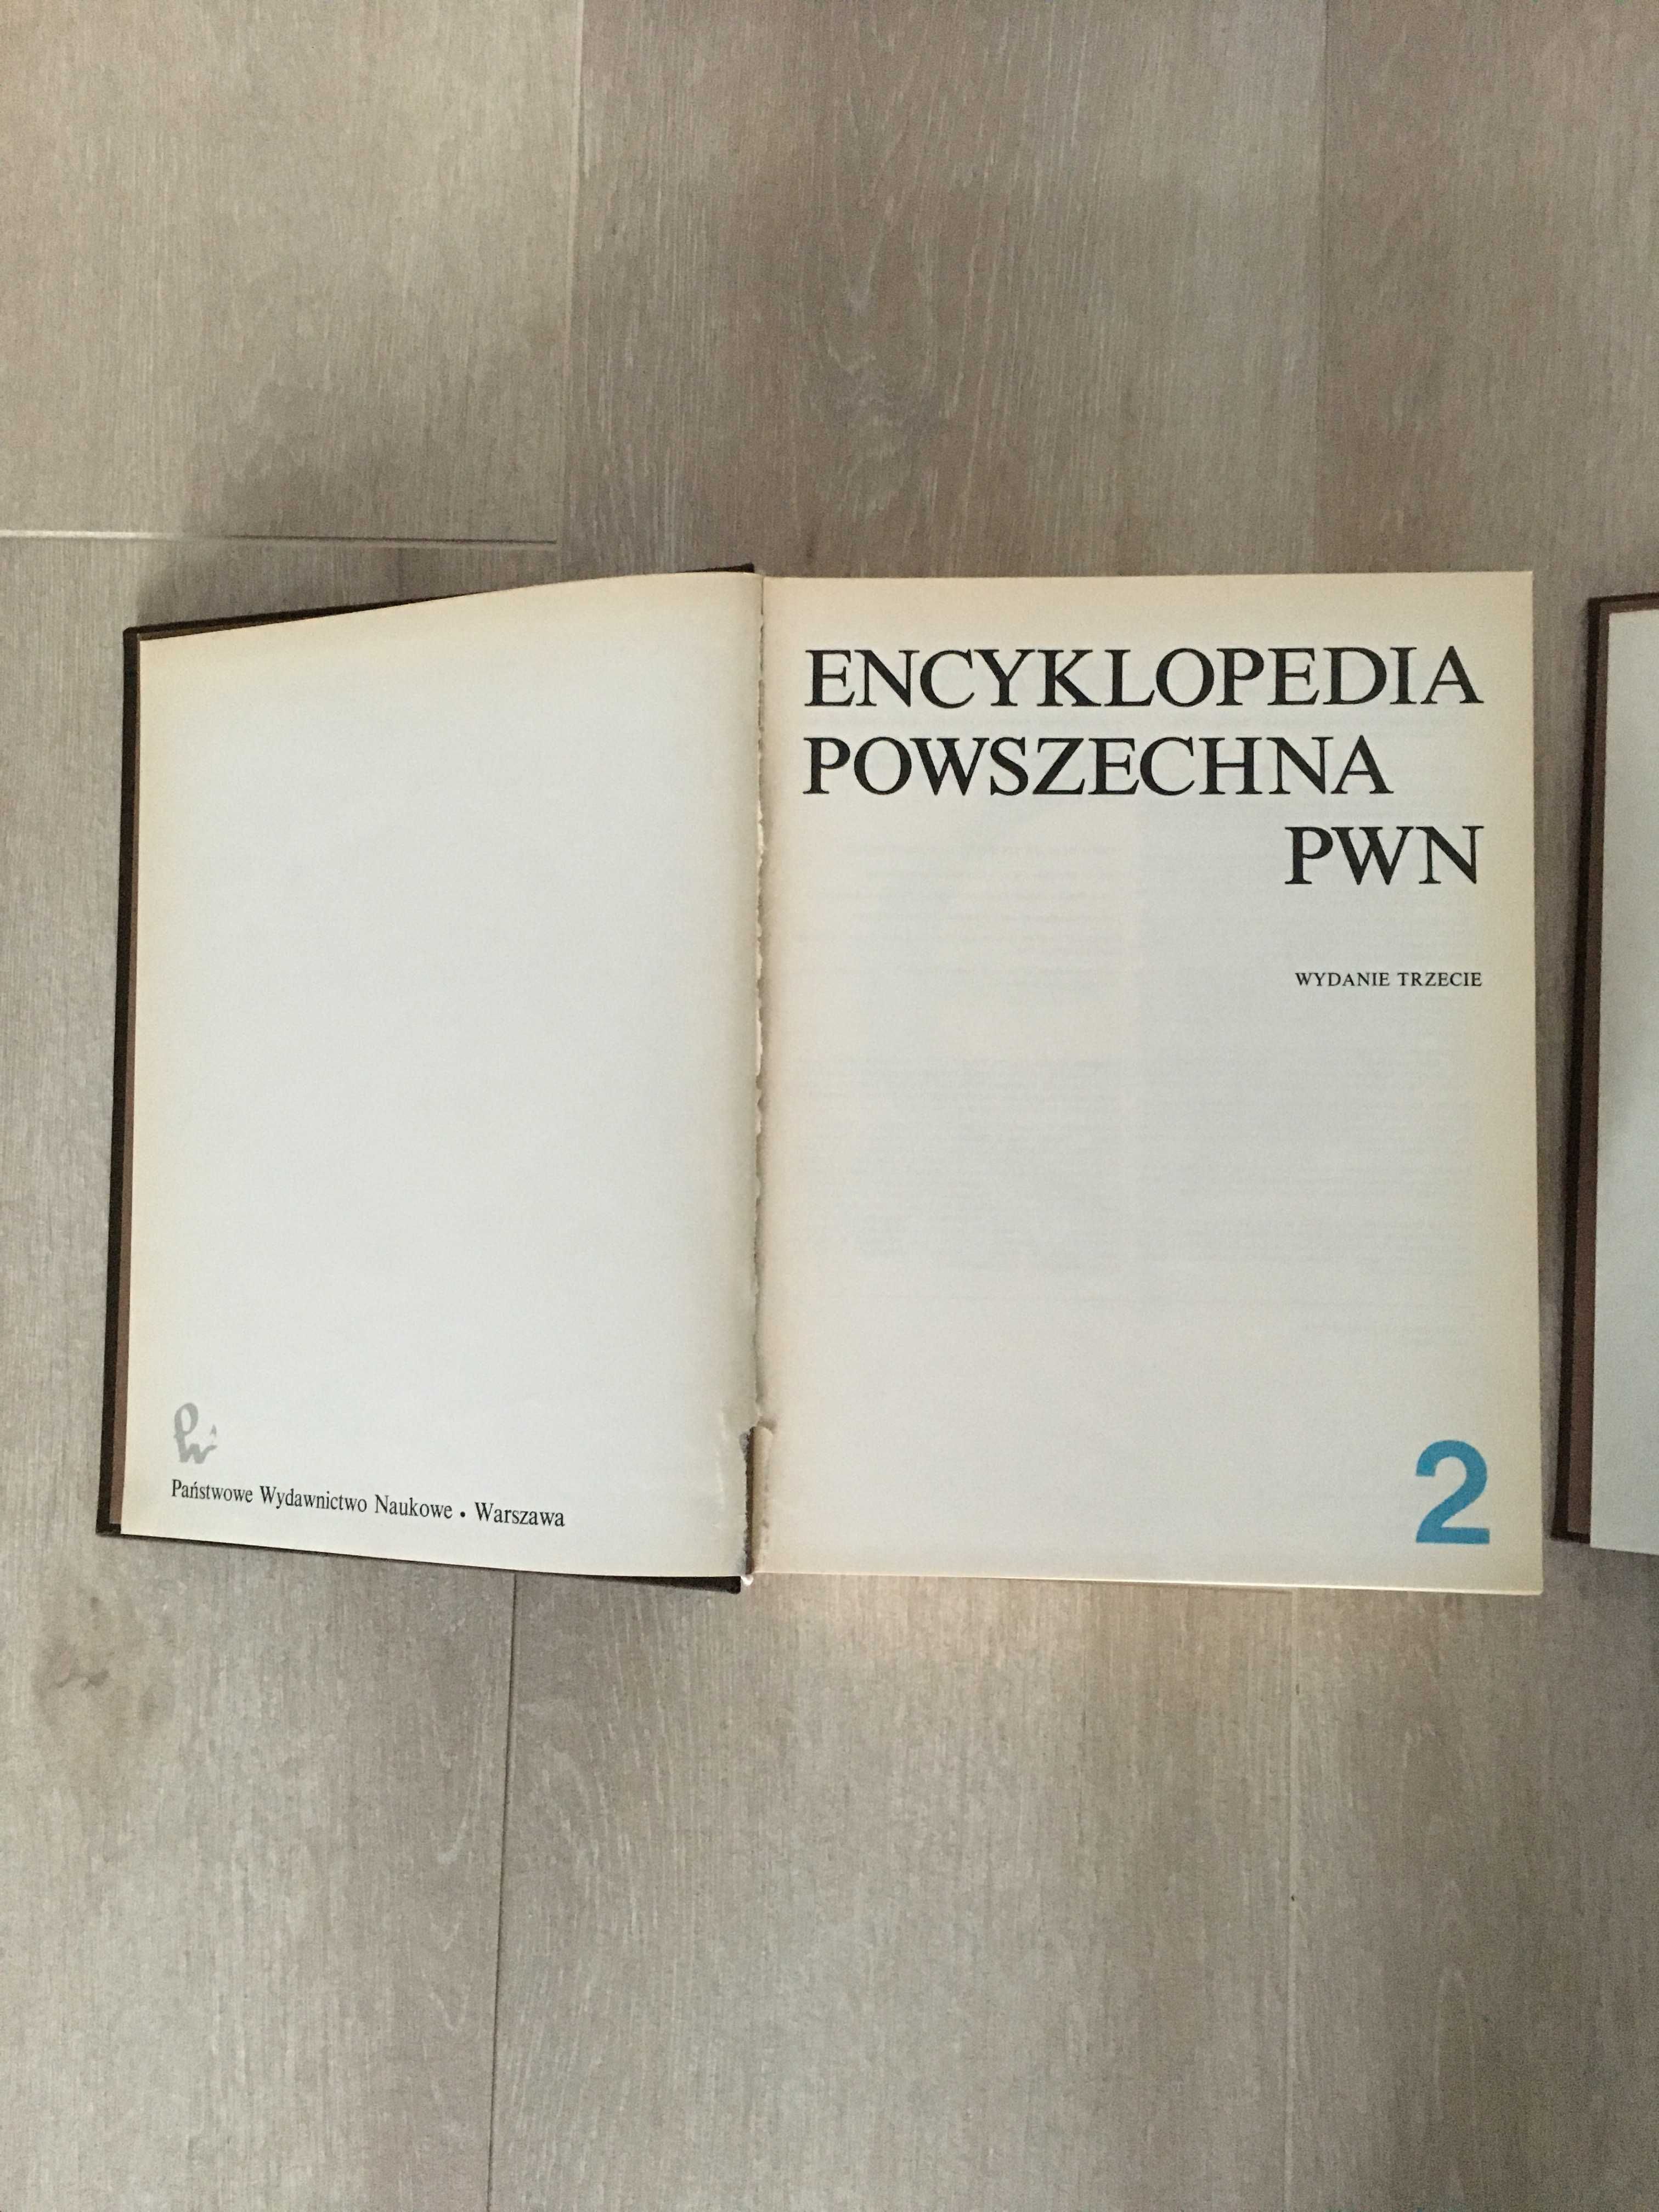 Państwowe Wydawnictwo Naukowe • Warszawa
ENCYKLOPEDIA
POWSZECHNA
PWN
WYDANIE TRZECIE
2